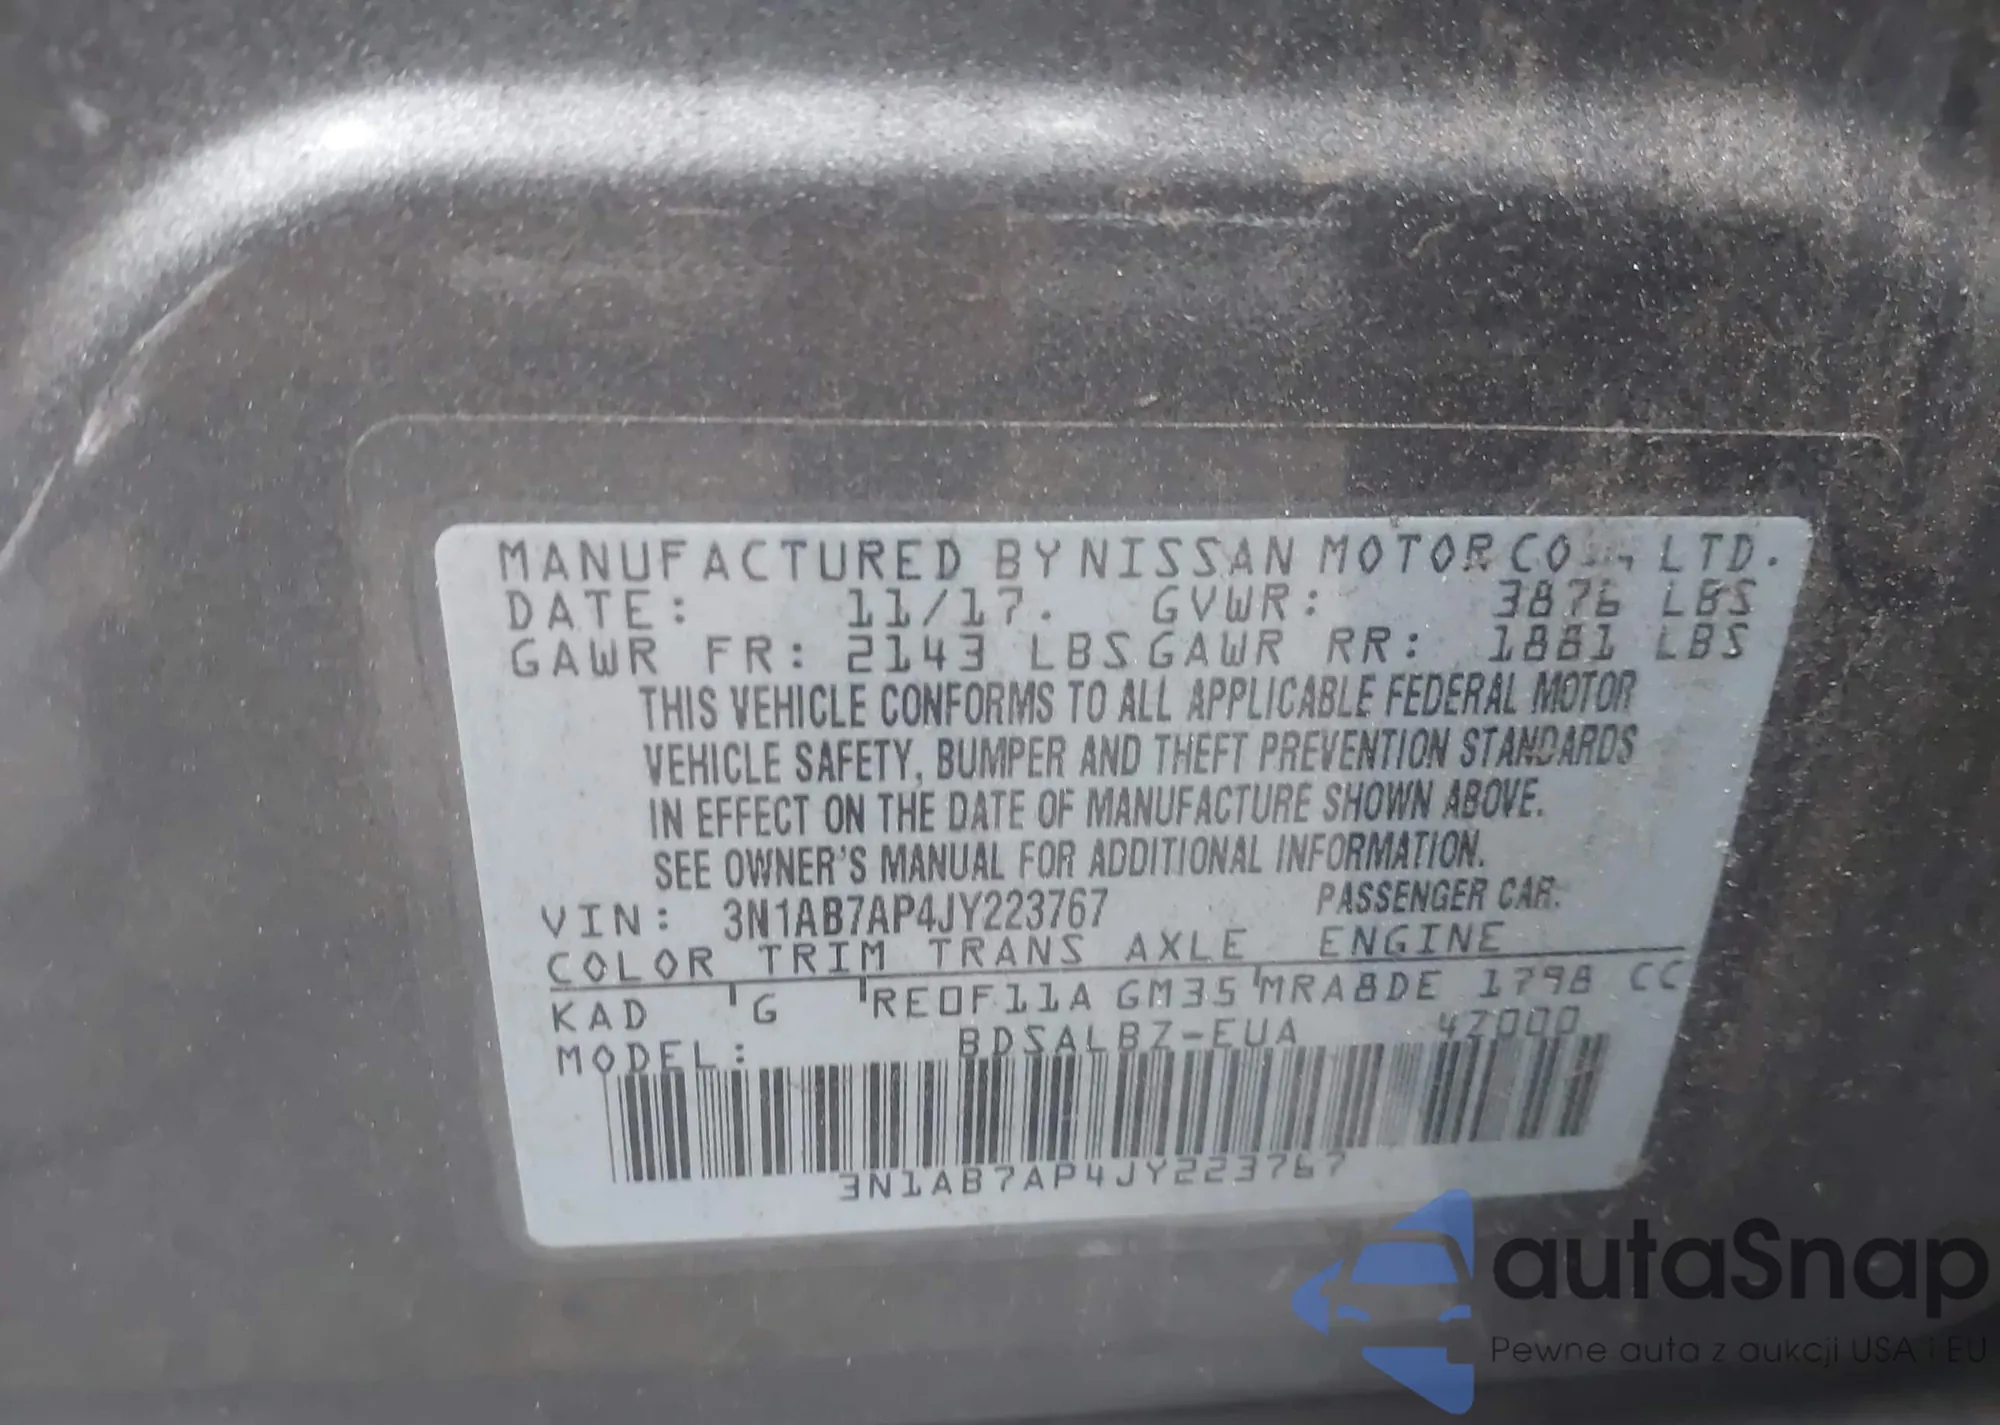 MANUFACTURED BY NISSAN MOTOR CO., LTD.
DATE: 11/17. GVWR: 3876 LBS
GAWR FR: 2143 LBS GAWR RR: 1881 LBS
THIS VEHICLE CONFORMS TO ALL APPLICABLE FEDERAL MOTOR
VEHICLE SAFETY, BUMPER AND THEFT PREVENTION STANDARDS
IN EFFECT ON THE DATE OF MANUFACTURE SHOWN ABOVE.
SEE OWNER'S MANUAL FOR ADDITIONAL INFORMATION.
VIN: 3N1AB7AP4JY223767 PASSENGER CAR.
COLOR TRIM TRANS AXLE ENGINE
KAD G RE0F11A GM35 MRA8DE 1798 CC
MODEL: BDSALBZ-EUA 42000
3N1AB7AP4JY223767
autaSnap
Pewne auta z aukcji USA i EU